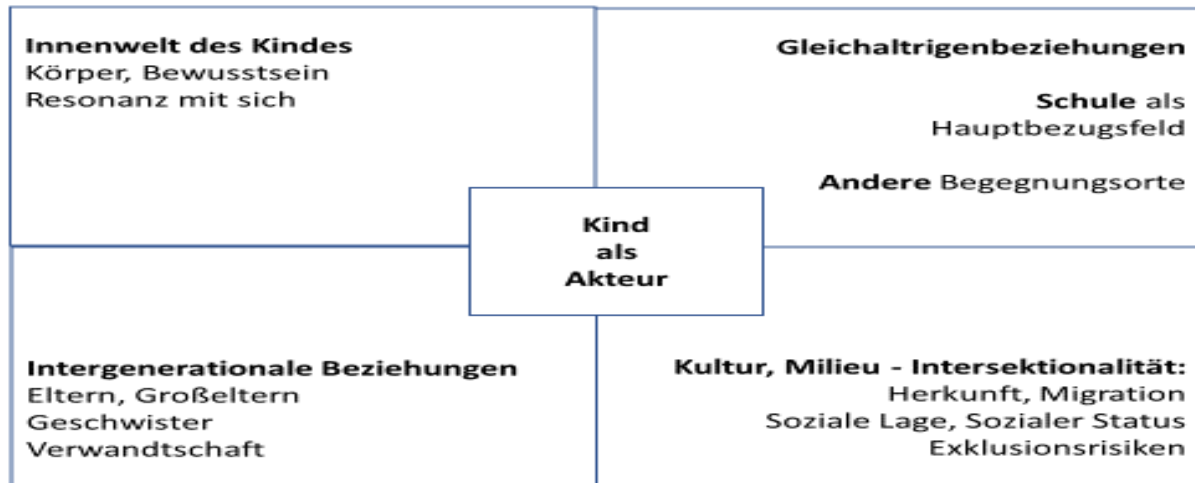 Innenwelt des Kindes
Körper, Bewusstsein
Resonanz mit sich
Gleichaltrigenbeziehungen
Schule als
Hauptbezugsfeld
Andere Begegnungsorte
Kind
als
Akteur
Intergenerationale Beziehungen
Eltern, Großeltern
Geschwister
Verwandtschaft
Kultur, Milieu - Intersektionalität:
Herkunft, Migration
Soziale Lage, Sozialer Status
Exklusionsrisiken